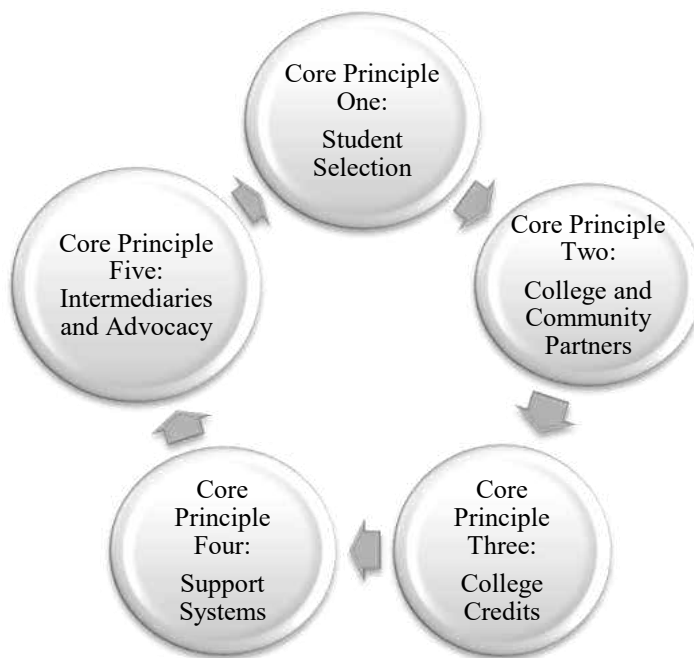 Core Principle
One:
Student
Selection
Core Principle
Two:
College and
Community
Partners
Core
Principle
Three:
College
Credits
Core
Principle
Four:
Support
Systems
Core Principle
Five:
Intermediaries
and Advocacy